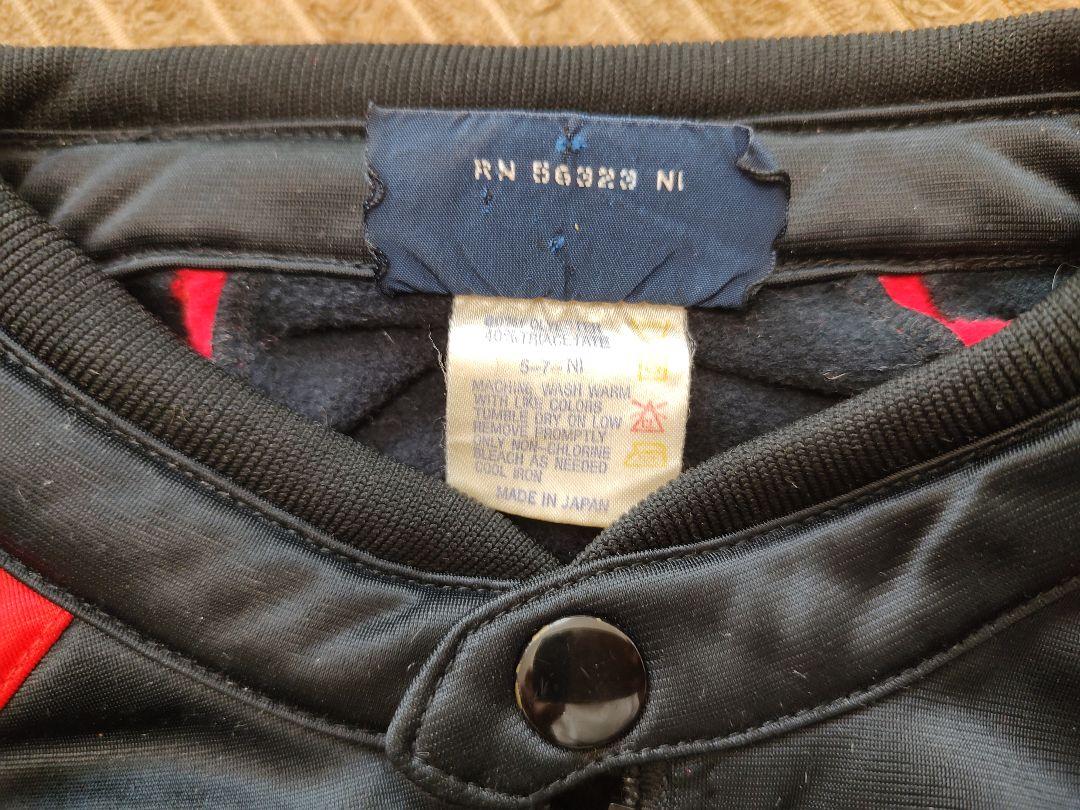 RN 56323 NI
40% TRIACETATE
S-7-NI
MACHINE WASH WARM
WITH LIKE COLORS
TUMBLE DRY ON LOW
REMOVE PROMPTLY
ONLY NON-CHLORINE
BLEACH AS NEEDED
COOL IRON
MADE IN JAPAN